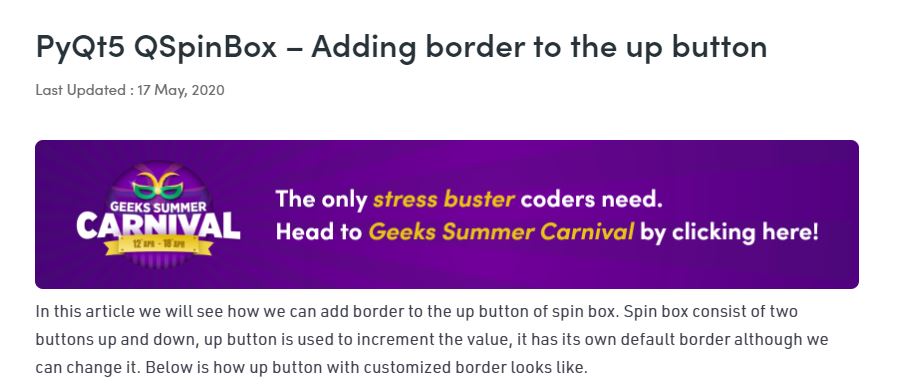 PyQt5 QSpinBox – Adding border to the up button
Last Updated : 17 May, 2020
GEEKS SUMMER
CARNIVAL
12 APR - 18 APR
The only stress buster coders need.
Head to Geeks Summer Carnival by clicking here!
In this article we will see how we can add border to the up button of spin box. Spin box consist of two
buttons up and down, up button is used to increment the value, it has its own default border although we
can change it. Below is how up button with customized border looks like.